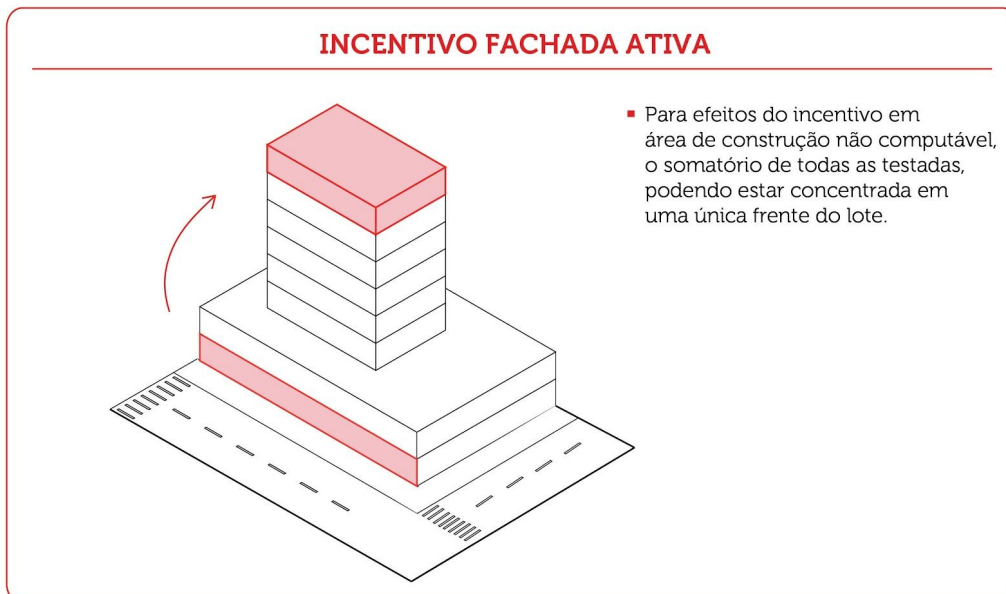 INCENTIVO FACHADA ATIVA
▪ Para efeitos do incentivo em
área de construção não computável,
o somatório de todas as testadas,
podendo estar concentrada em
uma única frente do lote.